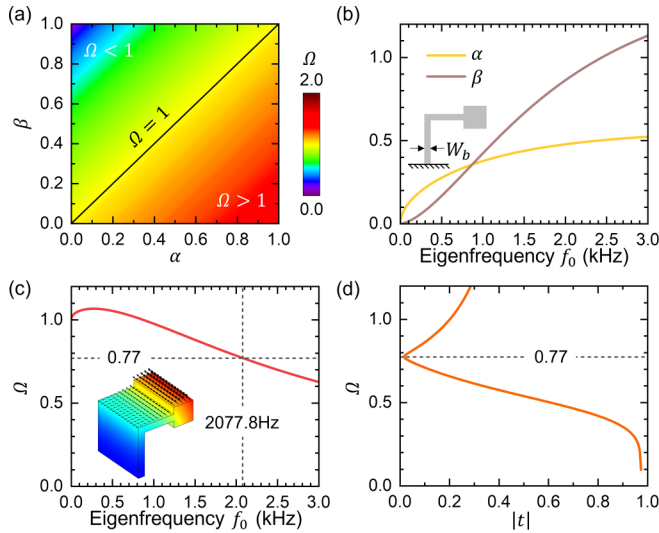 (a)
1.0
0.8
0.6
0.4
0.2
0.0
β
Ω < 1
Ω = 1
Ω > 1
0.0 0.2 0.4 0.6 0.8 1.0
α
Ω
2.0
0.0
(b)
1.0
0.5
0.0
α
β
W_b
0.0 0.5 1.0 1.5 2.0 2.5 3.0
Eigenfrequency f₀ (kHz)
(c)
1.0
0.5
0.0
Ω
0.77
2077.8Hz
0.0 0.5 1.0 1.5 2.0 2.5 3.0
Eigenfrequency f₀ (kHz)
(d)
1.0
0.5
0.0
Ω
0.77
0.0 0.2 0.4 0.6 0.8 1.0
|t|